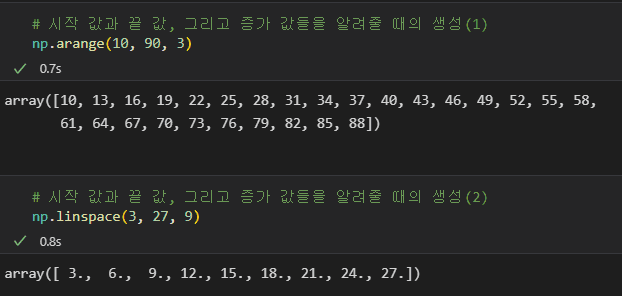 # 시작 값과 끝 값, 그리고 증가 값들을 알려줄 때의 생성(1)
np.arange(10, 90, 3)
✓ 0.7s
array([10, 13, 16, 19, 22, 25, 28, 31, 34, 37, 40, 43, 46, 49, 52, 55, 58,
61, 64, 67, 70, 73, 76, 79, 82, 85, 88])
# 시작 값과 끝 값, 그리고 증가 값들을 알려줄 때의 생성(2)
np.linspace(3, 27, 9)
✓ 0.8s
array([ 3.,  6.,  9., 12., 15., 18., 21., 24., 27.])